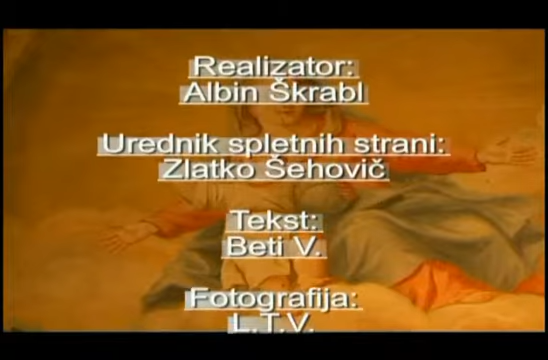 Realizator:
Albin Škrabl
Urednik spletnih strani:
Zlatko Šehovič
Tekst:
Beti V.
Fotografija:
L.T.V.